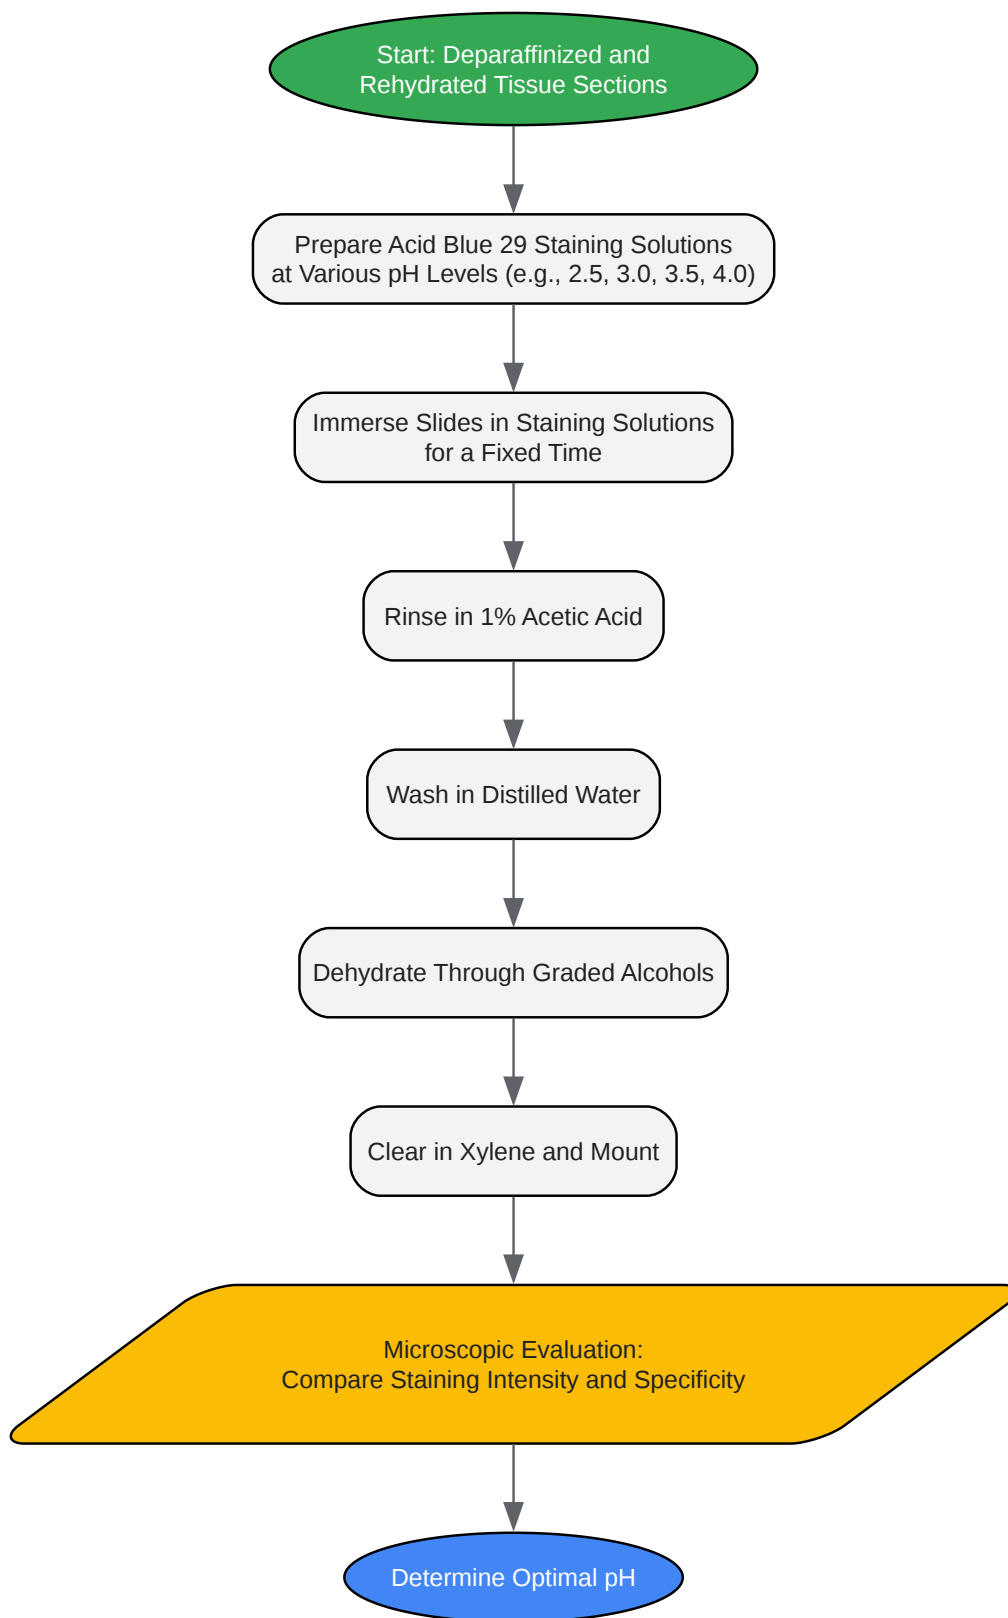 Start: Deparaffinized and
Rehydrated Tissue Sections
Prepare Acid Blue 29 Staining Solutions
at Various pH Levels (e.g., 2.5, 3.0, 3.5, 4.0)
Immerse Slides in Staining Solutions
for a Fixed Time
Rinse in 1% Acetic Acid
Wash in Distilled Water
Dehydrate Through Graded Alcohols
Clear in Xylene and Mount
Microscopic Evaluation:
Compare Staining Intensity and Specificity
Determine Optimal pH